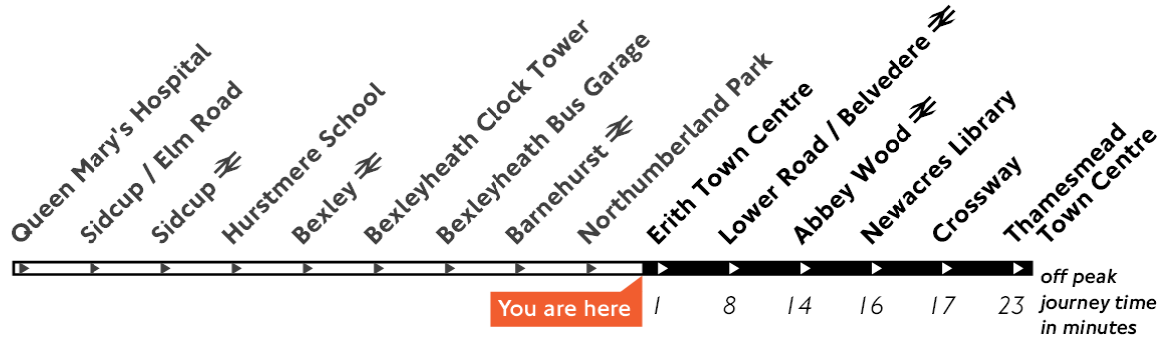 Queen Mary's Hospital
Sidcup / Elm Road
Sidcup
Hurstmere School
Bexley
Bexleyheath Clock Tower
Bexleyheath Bus Garage
Barnehurst
Northumberland Park
Erith Town Centre
Lower Road / Belvedere
Abbey Wood
Newacres Library
Crossway
Thamesmead
Town Centre
You are here
1 8 14 16 17 23
off peak
journey time
in minutes